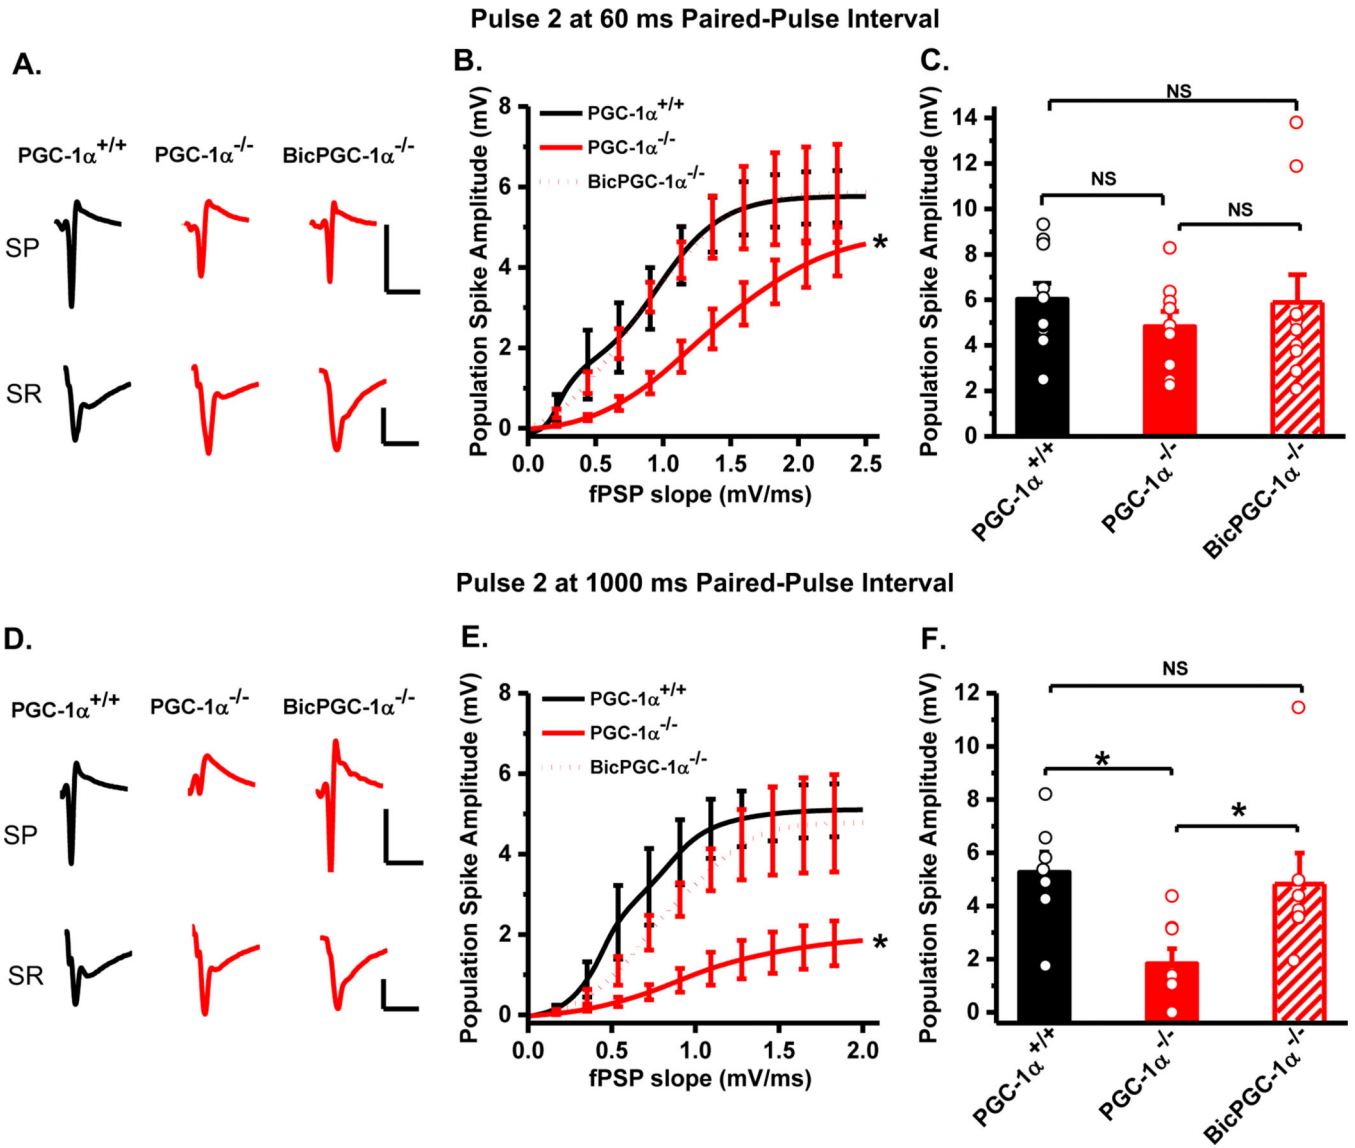 Pulse 2 at 60 ms Paired-Pulse Interval
A.
PGC-1α+/+ PGC-1α-/- BicPGC-1α-/-
SP
SR
B.
Population Spike Amplitude (mV)
8
6
4
2
0
PGC-1α+/+
PGC-1α-/-
BicPGC-1α-/-
*
0.0 0.5 1.0 1.5 2.0 2.5
fPSP slope (mV/ms)
C.
Population Spike Amplitude (mV)
14
12
10
8
6
4
2
0
NS
NS
NS
PGC-1α+/+ PGC-1α-/- BicPGC-1α-/-
Pulse 2 at 1000 ms Paired-Pulse Interval
D.
PGC-1α+/+ PGC-1α-/- BicPGC-1α-/-
SP
SR
E.
Population Spike Amplitude (mV)
8
6
4
2
0
PGC-1α+/+
PGC-1α-/-
BicPGC-1α-/-
*
0.0 0.5 1.0 1.5 2.0
fPSP slope (mV/ms)
F.
Population Spike Amplitude (mV)
12
10
8
6
4
2
0
NS
*
*
PGC-1α+/+ PGC-1α-/- BicPGC-1α-/-